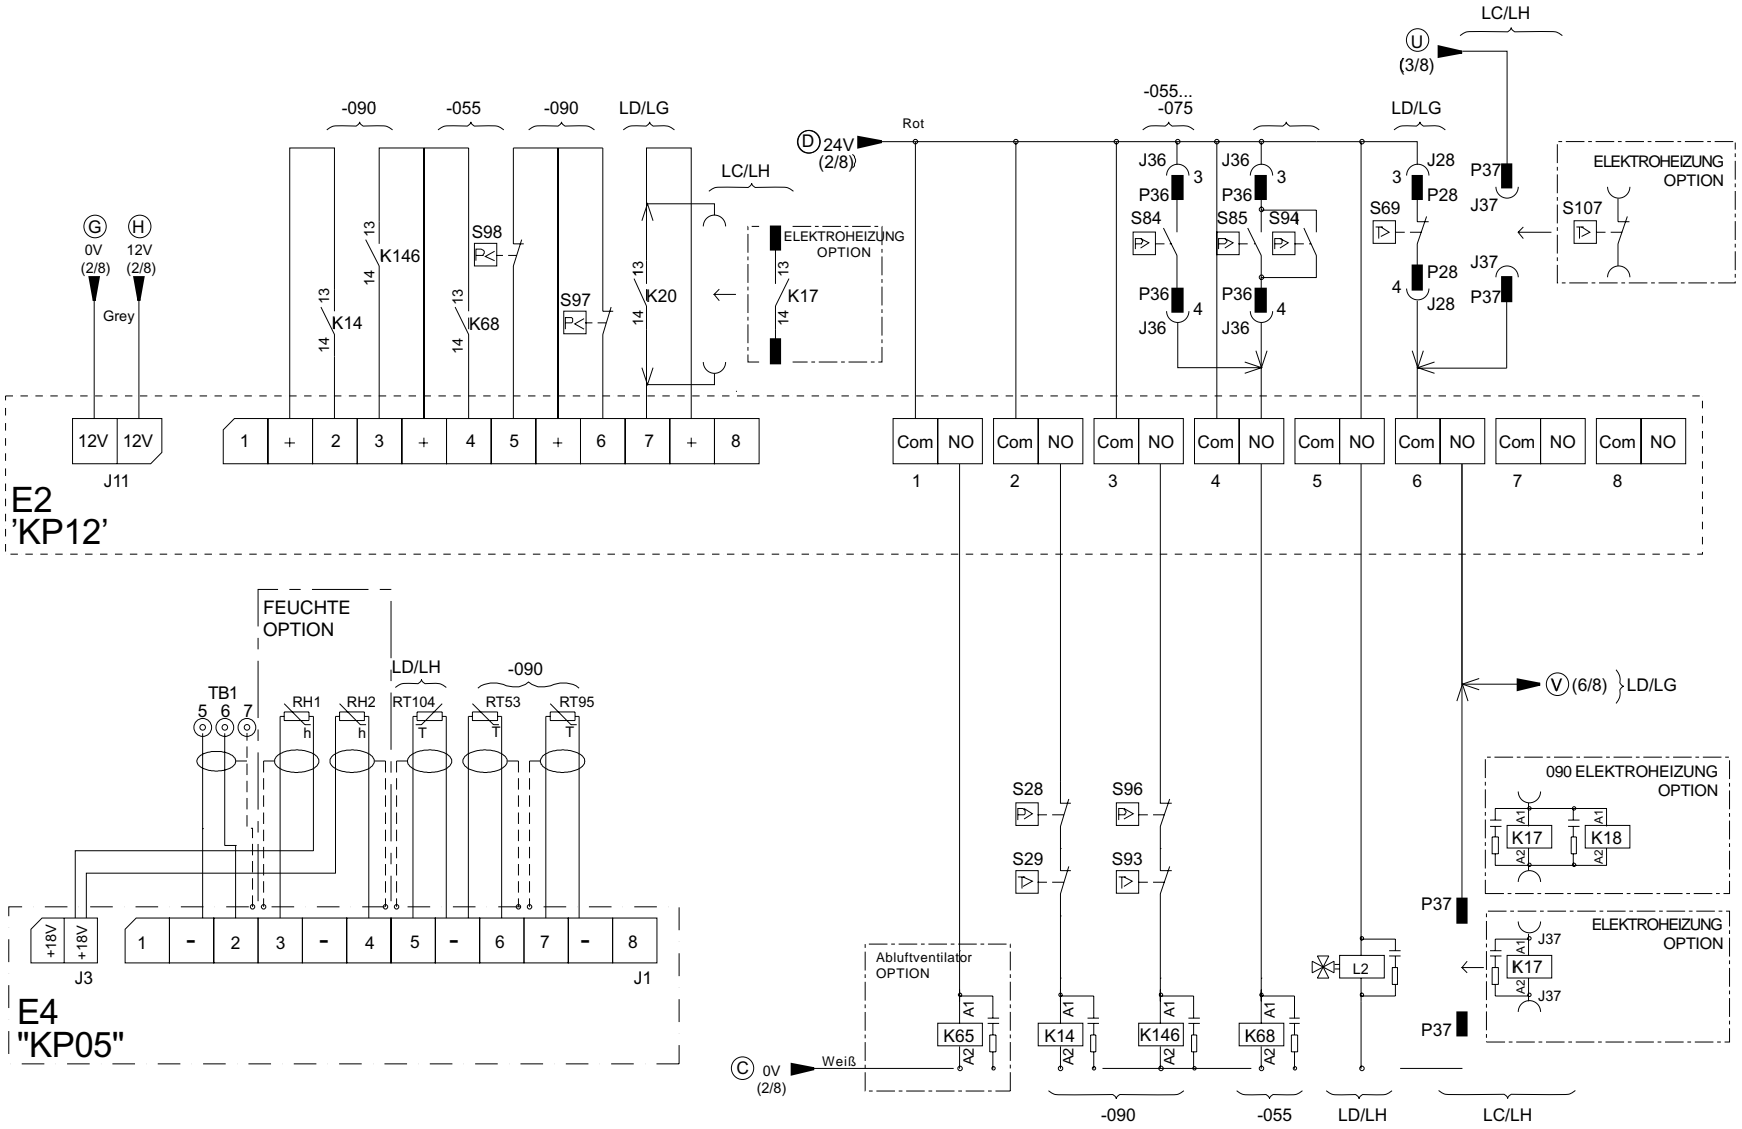 LC/LH
U
(3/8)
-090
-055
-090
LD/LG
-055...
-075
LD/LG
D 24V
(2/8)
Rot
LC/LH
ELEKTROHEIZUNG
OPTION
G
0V
(2/8)
H
12V
(2/8)
Grey
13
K14
14
13
K146
14
13
K68
14
S98
P<
S97
P<
13
K20
14
ELEKTROHEIZUNG
OPTION
13
K17
14
J36
3
P36
S84
P>
P36
4
J36
J36
3
P36
S85
P>
S94
P>
P36
4
J36
J28
3
P28
S69
T>
P28
4
J28
P37
J37
J37
P37
S107
T>
12V
12V
J11
1
+
2
3
+
4
5
+
6
7
+
8
Com NO
Com NO
Com NO
Com NO
Com NO
Com NO
Com NO
Com NO
1
2
3
4
5
6
7
8
E2
'KP12'
FEUCHTE
OPTION
LD/LH
-090
TB1
5
6
7
RH1
h
RH2
h
RT104
T
RT53
T
RT95
T
V (6/8) LD/LG
S28
P>
S96
P>
S29
T>
S93
T>
090 ELEKTROHEIZUNG
OPTION
A1
K17
A2
A1
K18
A2
P37
ELEKTROHEIZUNG
OPTION
J37
A1
K17
A2
J37
P37
+18V
+18V
J3
1
-
2
3
-
4
5
-
6
7
-
8
J1
E4
"KP05"
Abluftventilator
OPTION
L2
A1
K65
A2
A1
K14
A2
A1
K146
A2
A1
K68
A2
C 0V
(2/8)
Weiß
-090
-055
LD/LH
LC/LH